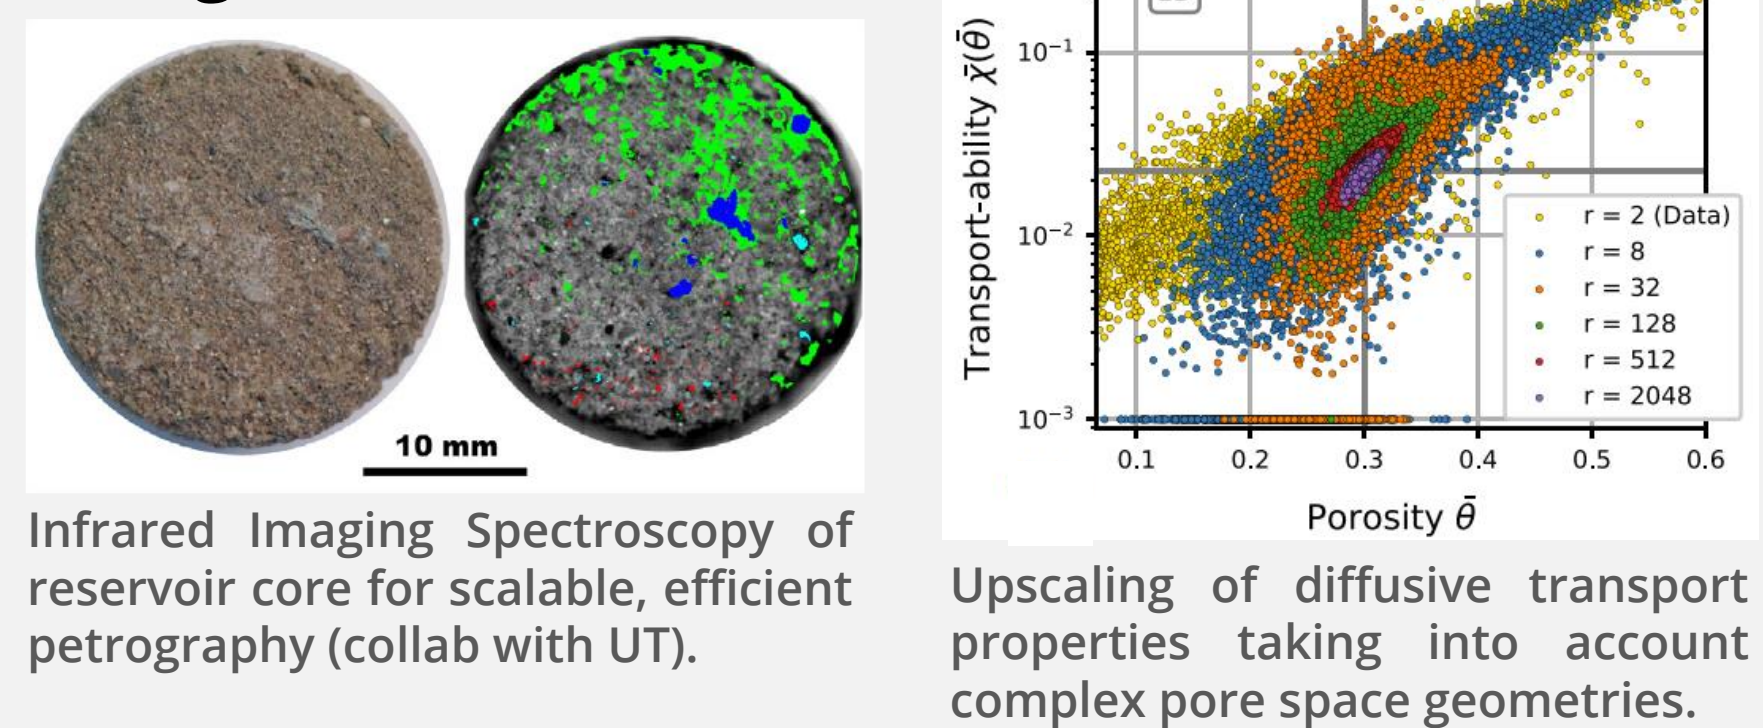 10 mm
Infrared Imaging Spectroscopy of
reservoir core for scalable, efficient
petrography (collab with UT).
Transport-ability χ̄(θ̄)
10⁻¹
10⁻²
10⁻³
r = 2 (Data)
r = 8
r = 32
r = 128
r = 512
r = 2048
0.1 0.2 0.3 0.4 0.5 0.6
Porosity θ̄
Upscaling of diffusive transport
properties taking into account
complex pore space geometries.